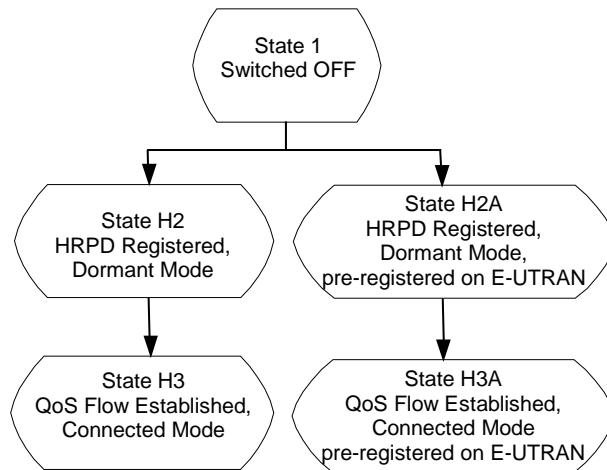 State 1
Switched OFF
State H2
HRPD Registered,
Dormant Mode
State H2A
HRPD Registered,
Dormant Mode,
pre-registered on E-UTRAN
State H3
QoS Flow Established,
Connected Mode
State H3A
QoS Flow Established,
Connected Mode
pre-registered on E-UTRAN